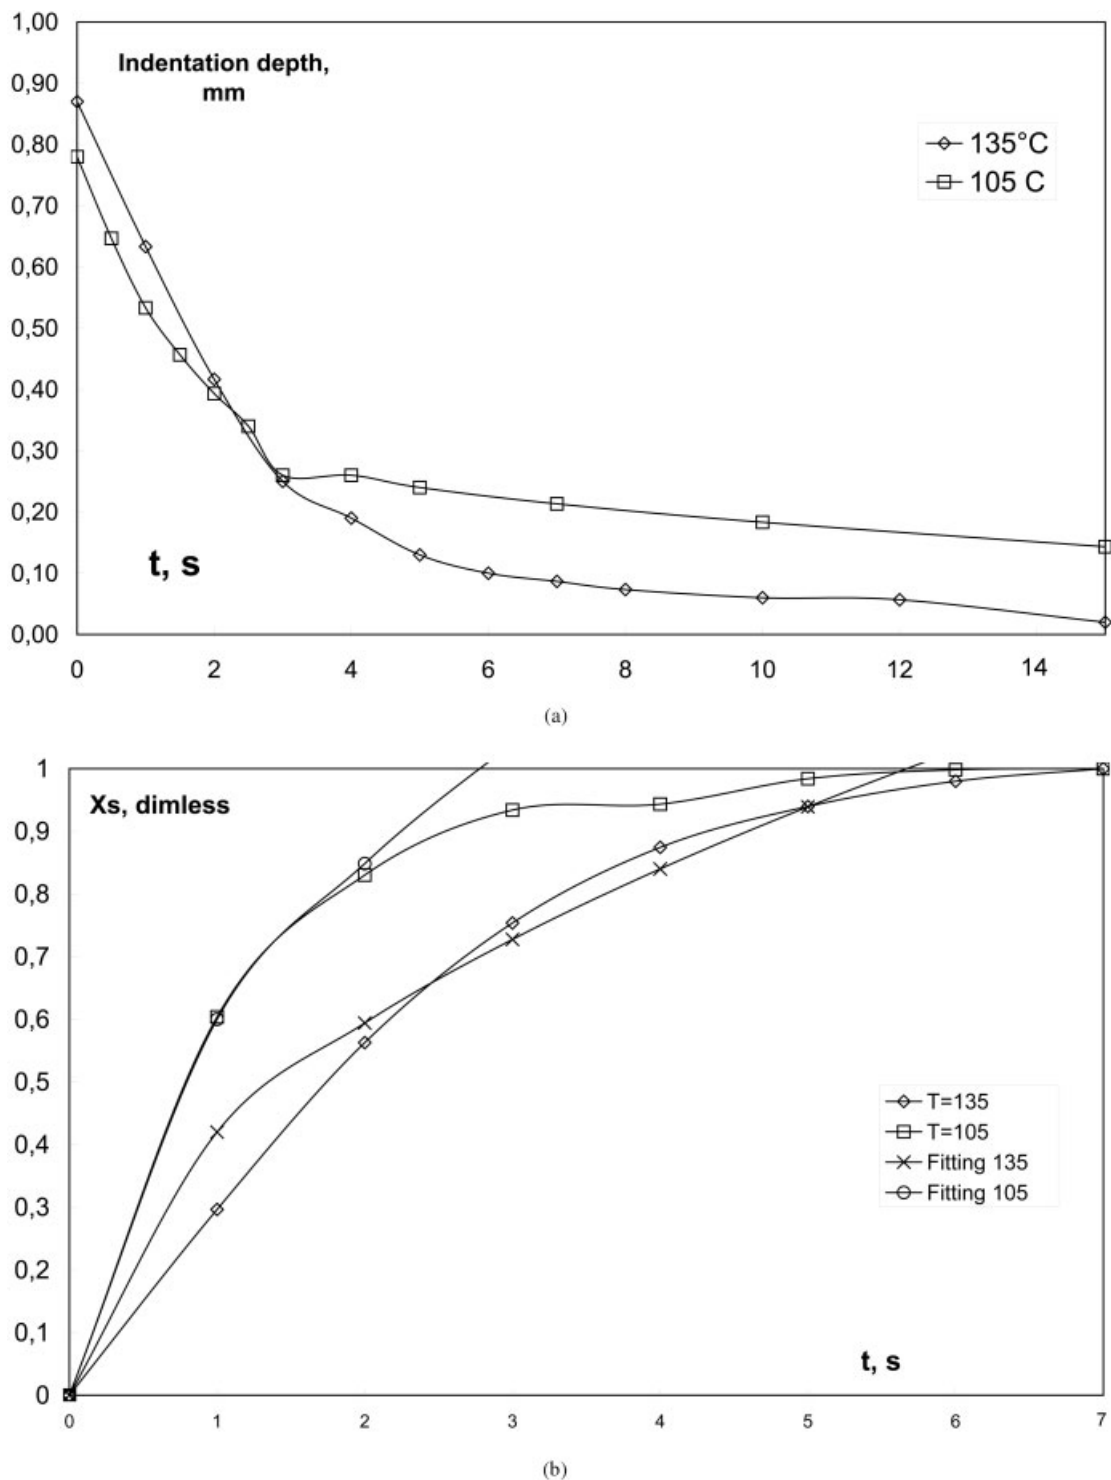 1,00
Indentation depth,
mm
0,90
0,80
0,70
0,60
0,50
0,40
0,30
0,20
0,10
0,00
135°C
105 C
t, s
0 2 4 6 8 10 12 14
(a)
Xs, dimless
1
0,9
0,8
0,7
0,6
0,5
0,4
0,3
0,2
0,1
0
T=135
T=105
Fitting 135
Fitting 105
t, s
0 1 2 3 4 5 6 7
(b)